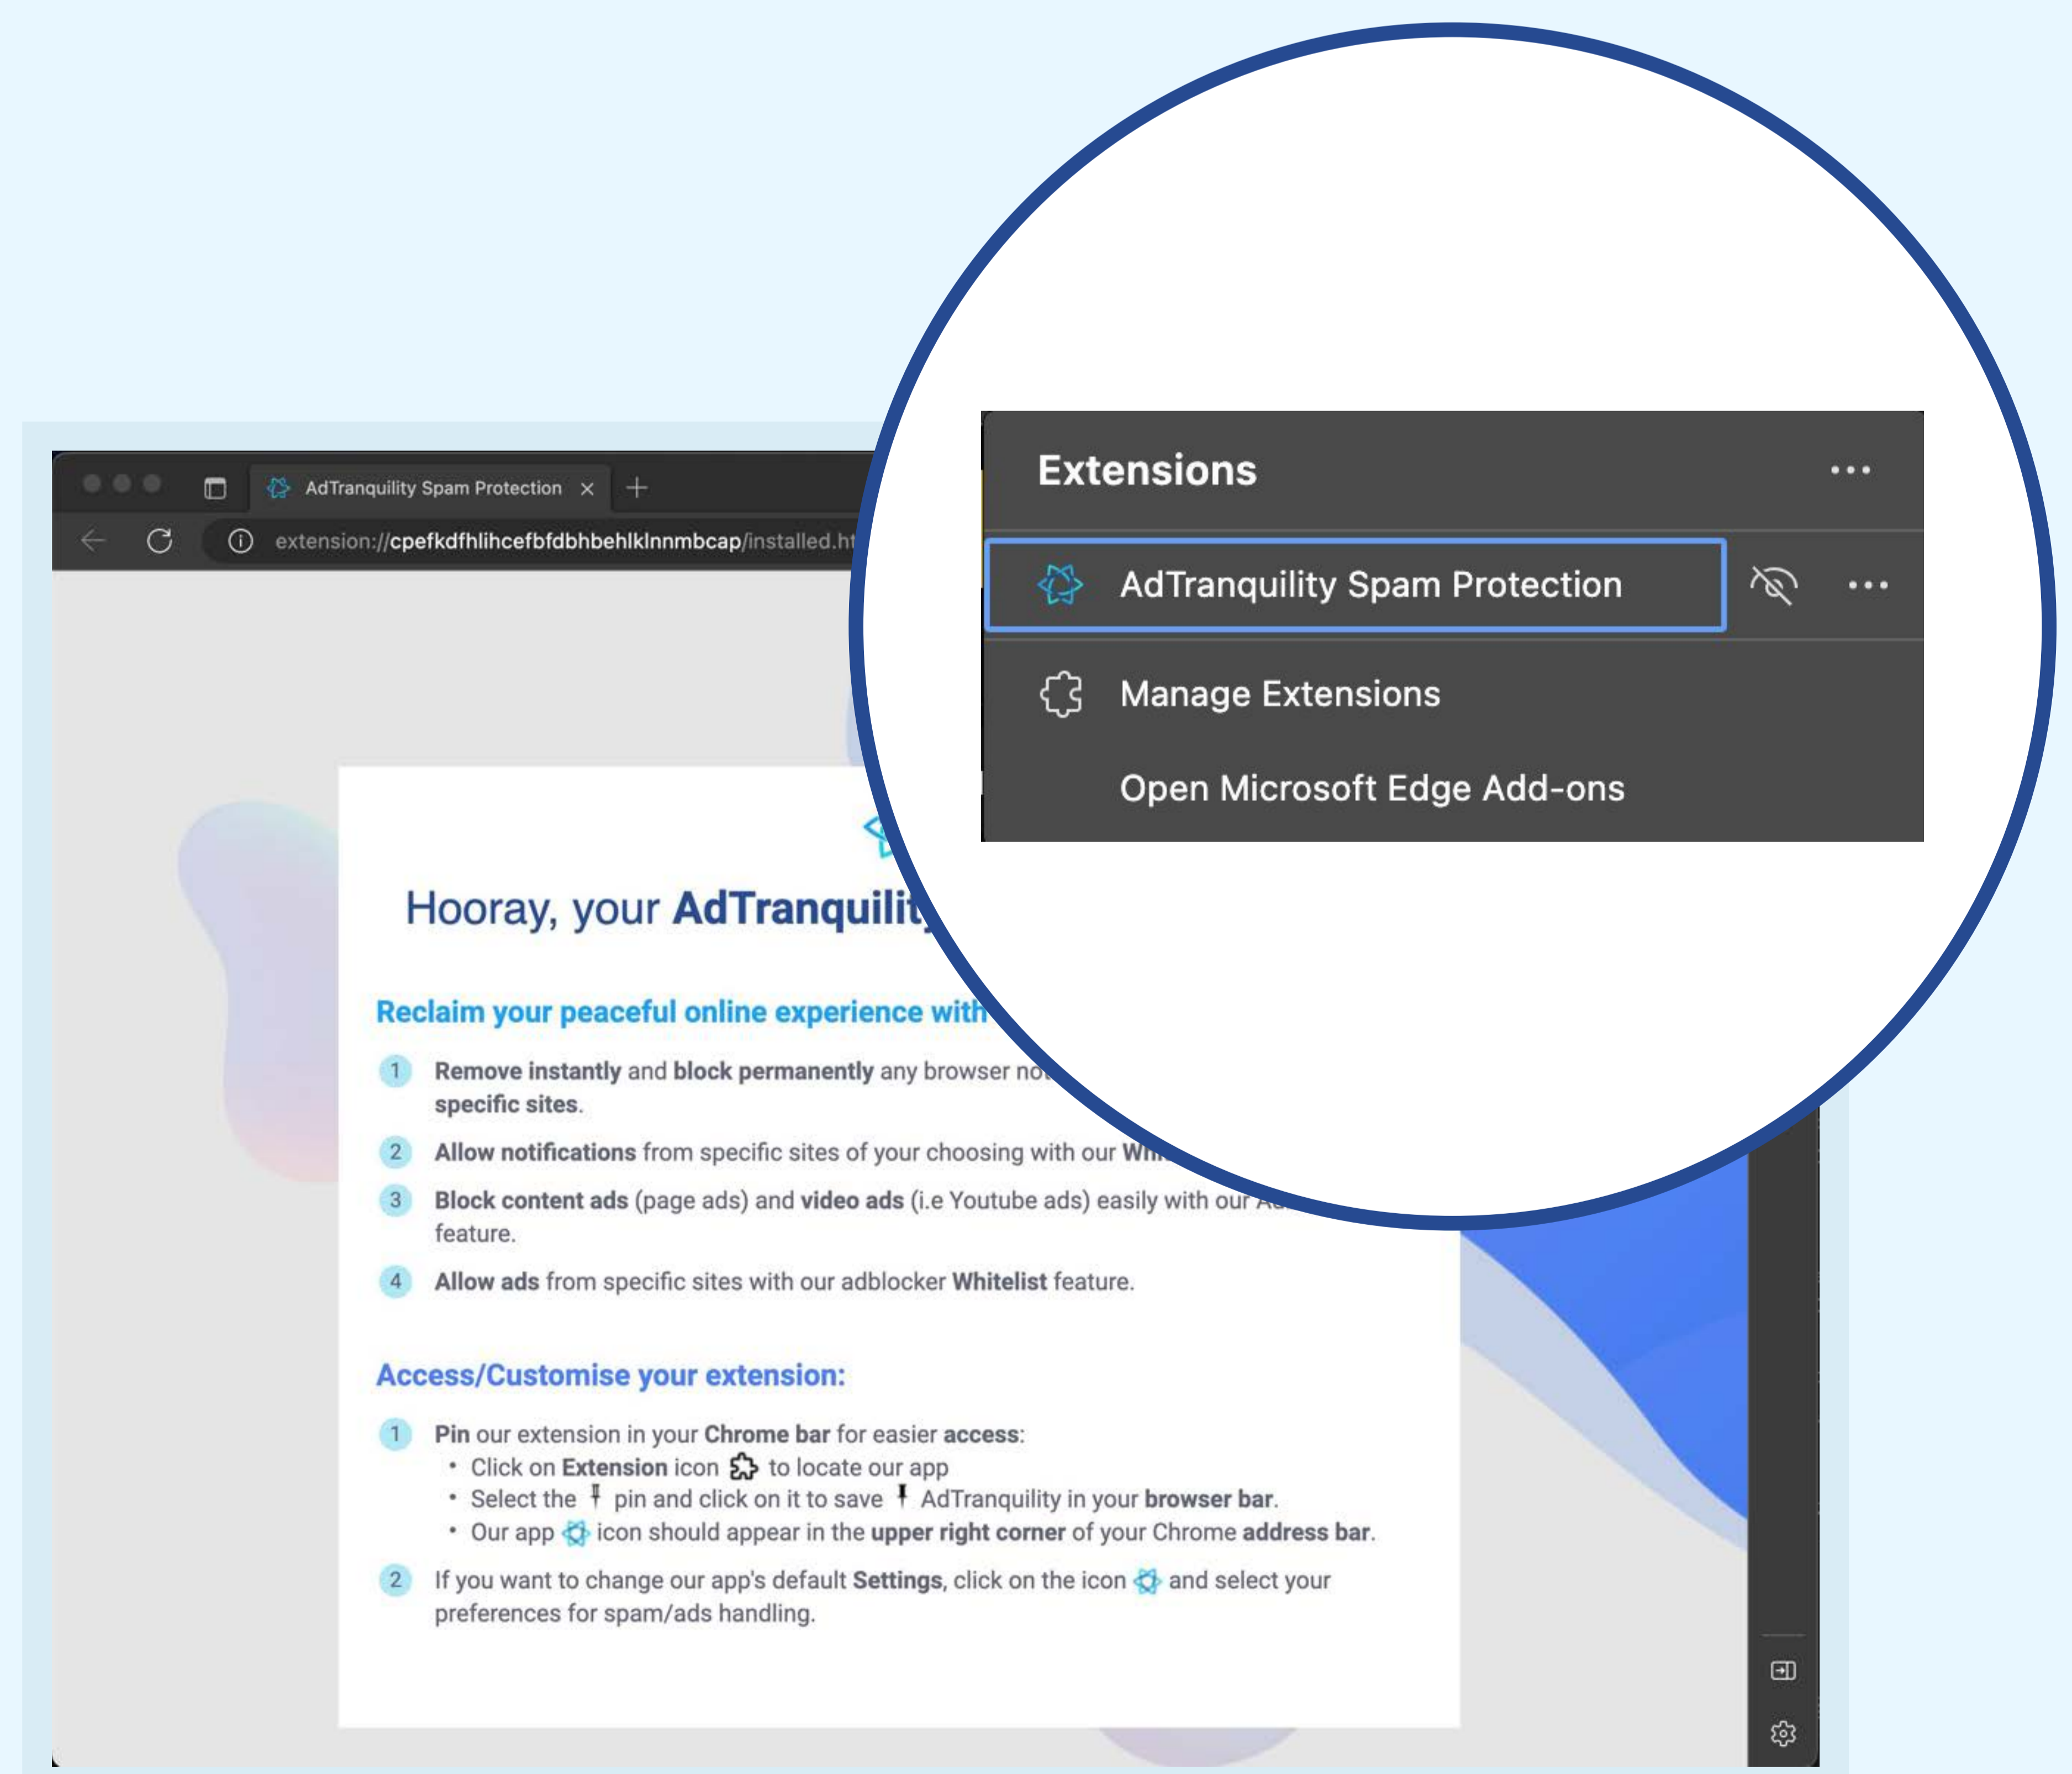 Extensions
AdTranquility Spam Protection
Manage Extensions
Open Microsoft Edge Add-ons
AdTranquility Spam Protection
extension://cpefkdfhlihcefbfdbhbehlklnnmbcap/installed.ht
Hooray, your AdTranquility
Reclaim your peaceful online experience with
1 Remove instantly and block permanently any browser
specific sites.
2 Allow notifications from specific sites of your choosing with our
3 Block content ads (page ads) and video ads (i.e Youtube ads) easily with our
feature.
4 Allow ads from specific sites with our adblocker Whitelist feature.
Access/Customise your extension:
1 Pin our extension in your Chrome bar for easier access:
• Click on Extension icon to locate our app
• Select the pin and click on it to save AdTranquility in your browser bar.
• Our app icon should appear in the upper right corner of your Chrome address bar.
2 If you want to change our app's default Settings, click on the icon and select your
preferences for spam/ads handling.